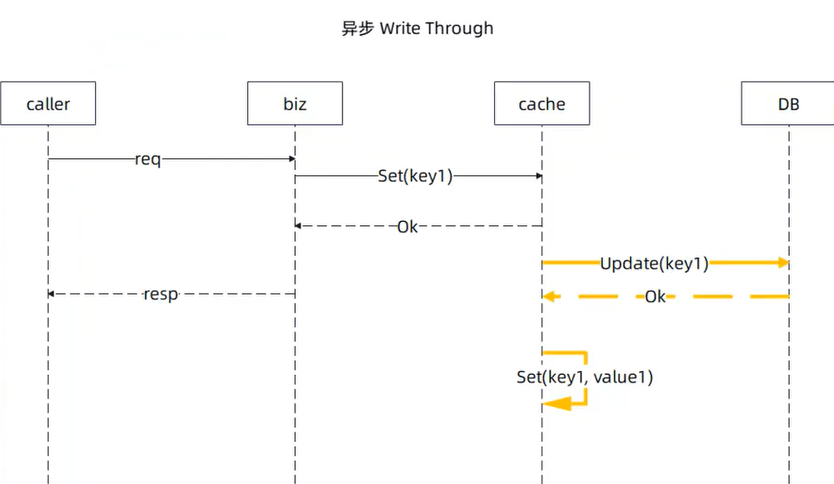 异步 Write Through
caller
biz
cache
DB
req
Set(key1)
Ok
Update(key1)
resp
Ok
Set(key1, value1)